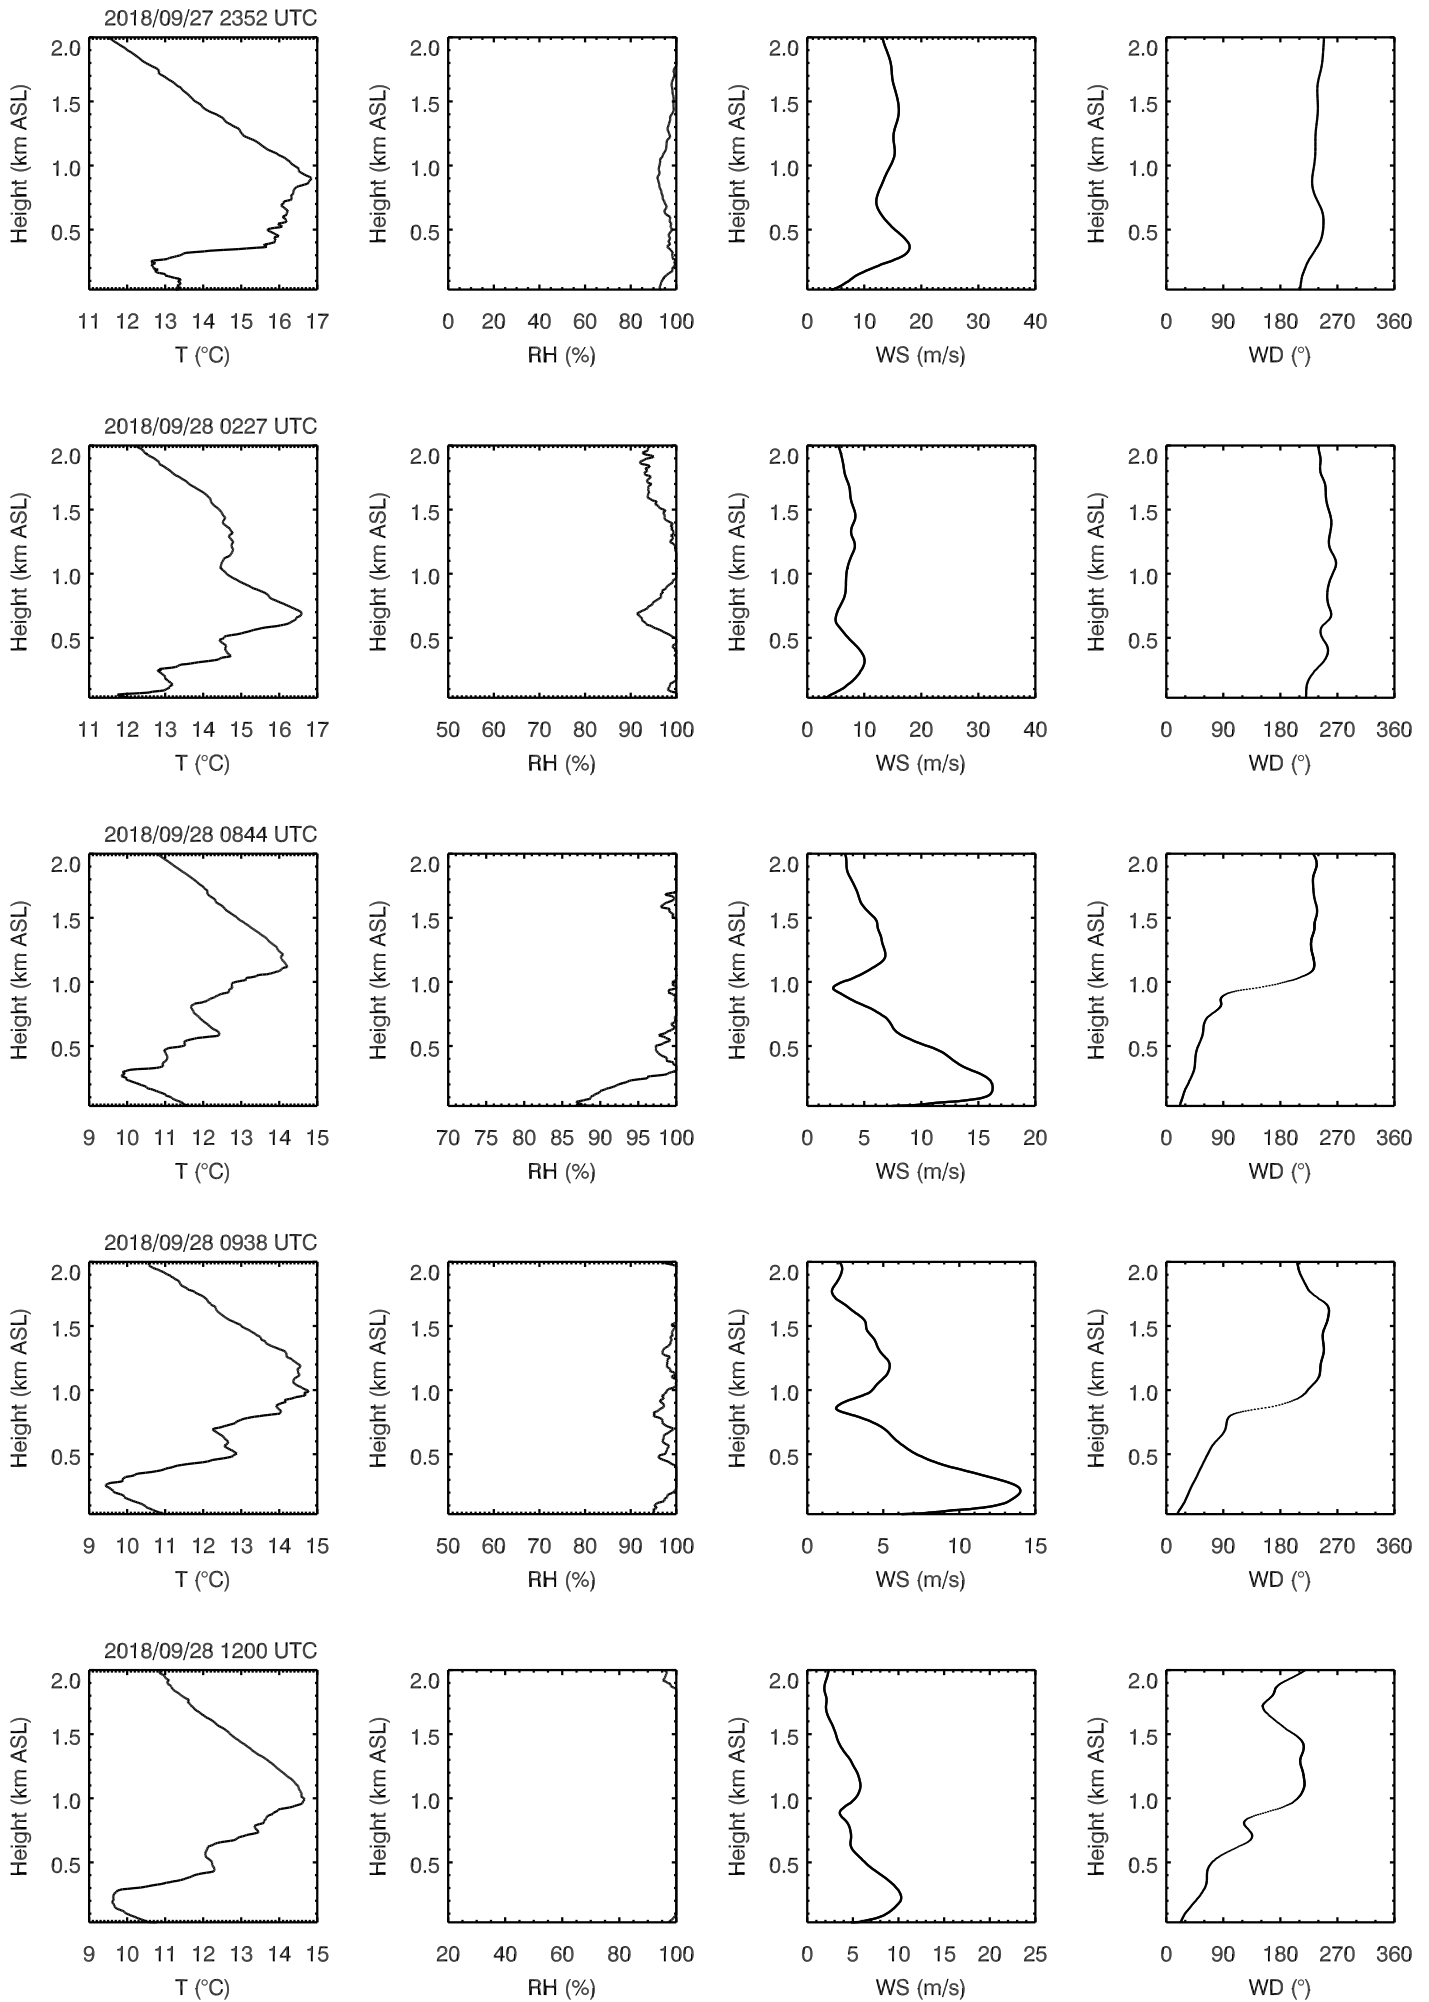 2018/09/27 2352 UTC
Height (km ASL)
2.0
1.5
1.0
0.5
11 12 13 14 15 16 17
T (°C)
Height (km ASL)
2.0
1.5
1.0
0.5
0 20 40 60 80 100
RH (%)
Height (km ASL)
2.0
1.5
1.0
0.5
0 10 20 30 40
WS (m/s)
Height (km ASL)
2.0
1.5
1.0
0.5
0 90 180 270 360
WD (°)
2018/09/28 0227 UTC
Height (km ASL)
2.0
1.5
1.0
0.5
11 12 13 14 15 16 17
T (°C)
Height (km ASL)
2.0
1.5
1.0
0.5
50 60 70 80 90 100
RH (%)
Height (km ASL)
2.0
1.5
1.0
0.5
0 10 20 30 40
WS (m/s)
Height (km ASL)
2.0
1.5
1.0
0.5
0 90 180 270 360
WD (°)
2018/09/28 0844 UTC
Height (km ASL)
2.0
1.5
1.0
0.5
9 10 11 12 13 14 15
T (°C)
Height (km ASL)
2.0
1.5
1.0
0.5
70 75 80 85 90 95 100
RH (%)
Height (km ASL)
2.0
1.5
1.0
0.5
0 5 10 15 20
WS (m/s)
Height (km ASL)
2.0
1.5
1.0
0.5
0 90 180 270 360
WD (°)
2018/09/28 0938 UTC
Height (km ASL)
2.0
1.5
1.0
0.5
9 10 11 12 13 14 15
T (°C)
Height (km ASL)
2.0
1.5
1.0
0.5
50 60 70 80 90 100
RH (%)
Height (km ASL)
2.0
1.5
1.0
0.5
0 5 10 15
WS (m/s)
Height (km ASL)
2.0
1.5
1.0
0.5
0 90 180 270 360
WD (°)
2018/09/28 1200 UTC
Height (km ASL)
2.0
1.5
1.0
0.5
9 10 11 12 13 14 15
T (°C)
Height (km ASL)
2.0
1.5
1.0
0.5
20 40 60 80 100
RH (%)
Height (km ASL)
2.0
1.5
1.0
0.5
0 5 10 15 20 25
WS (m/s)
Height (km ASL)
2.0
1.5
1.0
0.5
0 90 180 270 360
WD (°)